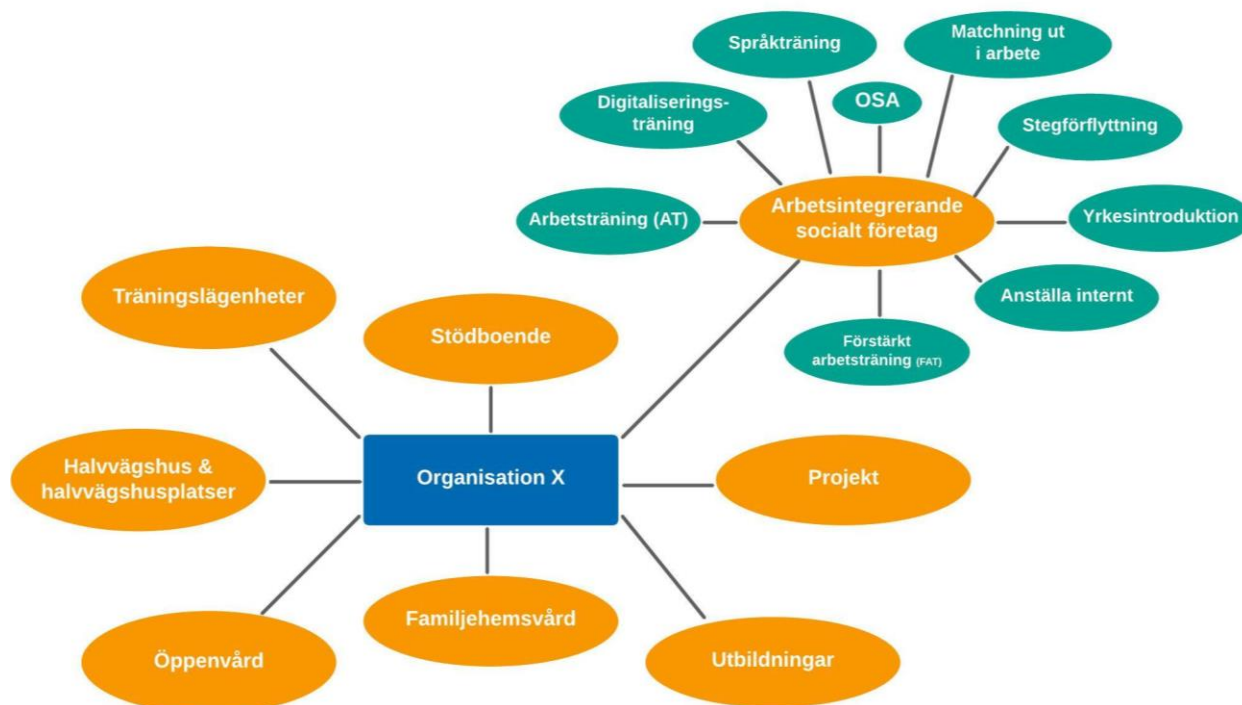 Språkträning
Matchning ut
i arbete
Digitaliserings-
träning
OSA
Stegförflyttning
Arbetsträning (AT)
Arbetsintegrerande
socialt företag
Yrkesintroduktion
Anställa internt
Förstärkt
arbetsträning (FAT)
Träningslägenheter
Stödboende
Halvvägshus &
halvvägshusplatser
Organisation X
Projekt
Familjehemsvård
Öppenvård
Utbildningar